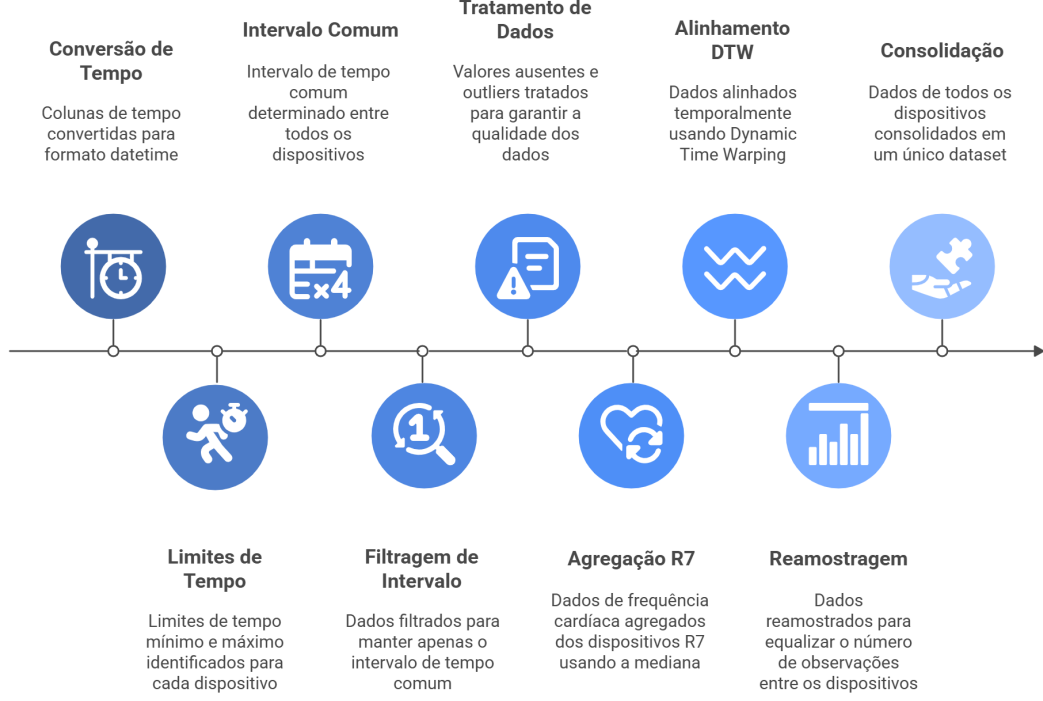 Conversão de
Tempo
Colunas de tempo
convertidas para
formato datetime
Limites de
Tempo
Limites de tempo
mínimo e máximo
identificados para
cada dispositivo
Intervalo Comum
Intervalo de tempo
comum
determinado entre
todos os
dispositivos
x4
Filtragem de
Intervalo
Dados filtrados para
manter apenas o
intervalo de tempo
comum
1
Tratamento de
Dados
Valores ausentes e
outliers tratados
para garantir a
qualidade dos
dados
Agregação R7
Dados de frequência
cardíaca agregados
dos dispositivos R7
usando a mediana
Alinhamento
DTW
Dados alinhados
temporalmente
usando Dynamic
Time Warping
Reamostragem
Dados
reamostrados para
equalizar o número
de observações
entre os dispositivos
Consolidação
Dados de todos os
dispositivos
consolidados em
um único dataset